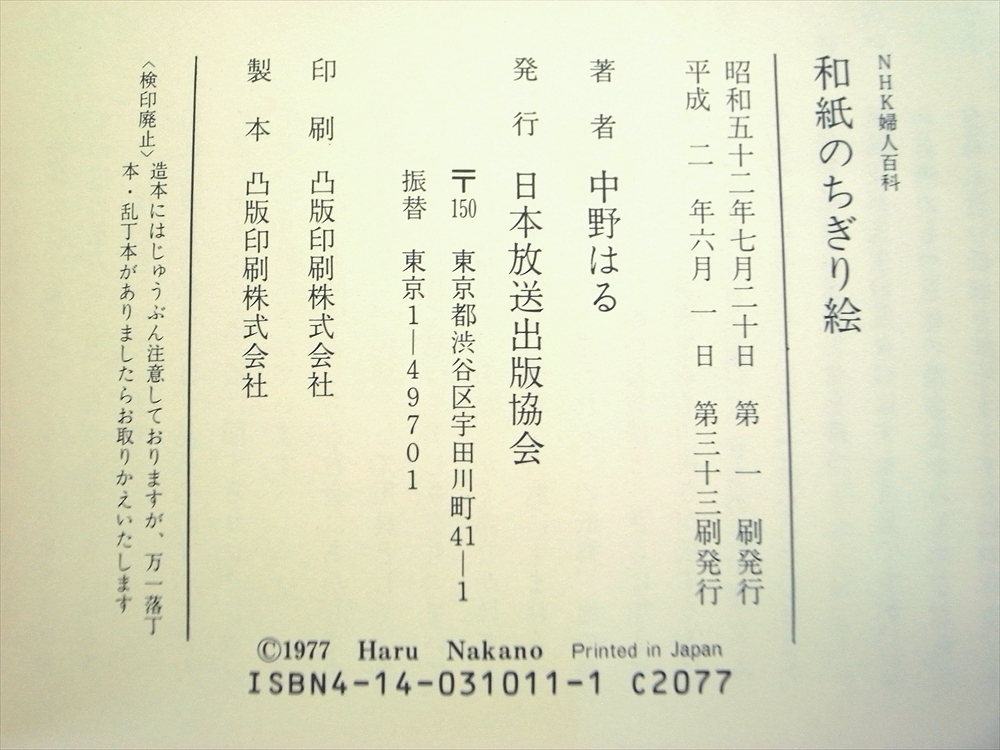 NHK婦人百科
和紙のちぎり絵
昭和五十二年七月二十日 第一刷発行
平成二年六月一日 第三十三刷発行
著者 中野はる
発行 日本放送出版協会
〒150 東京都渋谷区宇田川町41—1
振替 東京1—49701
印刷 凸版印刷株式会社
製本 凸版印刷株式会社
〈検印廃止〉造本にはじゅうぶん注意しておりますが、万一落丁
本・乱丁本がありましたらお取りかえいたします
©1977 Haru Nakano Printed in Japan
ISBN4-14-031011-1 C2077